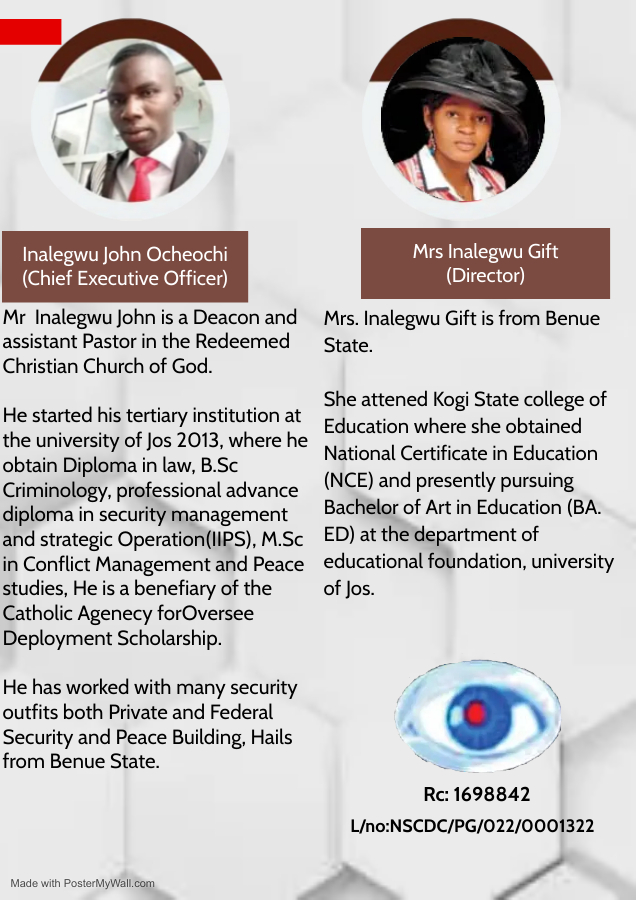 Inalegwu John Ocheochi
(Chief Executive Officer)
Mr Inalegwu John is a Deacon and
assistant Pastor in the Redeemed
Christian Church of God.
He started his tertiary institution at
the university of Jos 2013, where he
obtain Diploma in law, B.Sc
Criminology, professional advance
diploma in security management
and strategic Operation(IIPS), M.Sc
in Conflict Management and Peace
studies, He is a benefiary of the
Catholic Agenecy forOversee
Deployment Scholarship.
He has worked with many security
outfits both Private and Federal
Security and Peace Building, Hails
from Benue State.
Mrs Inalegwu Gift
(Director)
Mrs. Inalegwu Gift is from Benue
State.
She attened Kogi State college of
Education where she obtained
National Certificate in Education
(NCE) and presently pursuing
Bachelor of Art in Education (BA.
ED) at the department of
educational foundation, university
of Jos.
Rc: 1698842
L/no:NSCDC/PG/022/0001322
Made with PosterMyWall.com